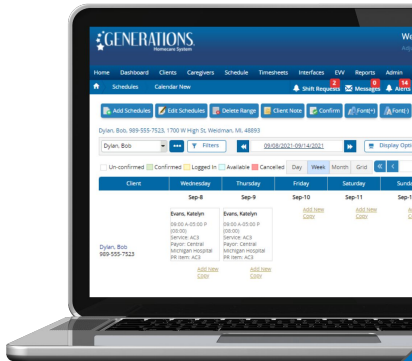 GENERATIONS
Homecare System
We
Home Dashboard Clients Caregivers Schedule Timesheets Interfaces EVV Reports Admin
Schedules Calendar New
Shift Requests 2 Messages 9 Alerts 14
Add Schedules Edit Schedules Delete Range Client Note Confirm Font(+) Font(-)
Dylan, Bob, 989-555-7523, 1700 W High St, Weidman, MI, 48893
Dylan, Bob ... Filters 09/08/2021-09/14/2021 Display Opti
Un-confirmed Confirmed Logged In Available Cancelled Day Week Month Grid
Client Wednesday Thursday Friday Saturday Sunda
Sep-8 Sep-9 Sep-10 Sep-11 Sep-1
Evans, Katelyn Evans, Katelyn Add New Add New
Copy Copy
09:00 A-05:00 P 09:00 A-05:00 P
(08:00) (08:00)
Service: AC3 Service: AC3
Payor: Central Payor: Central
Michigan Hospital Michigan Hospital
PR Item: AC3 PR Item: AC3
Dylan, Bob
989-555-7523
Add New Add New
Copy Copy